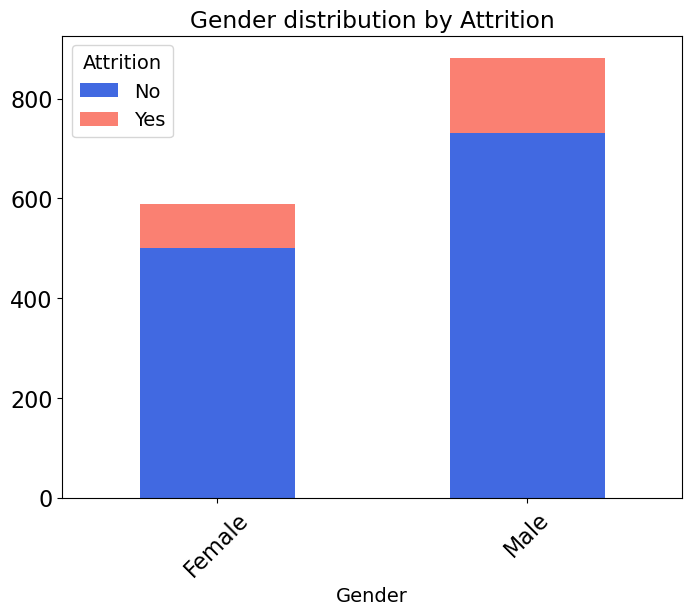 Gender distribution by Attrition
Attrition
No
Yes
800
600
400
200
0
Female
Male
Gender